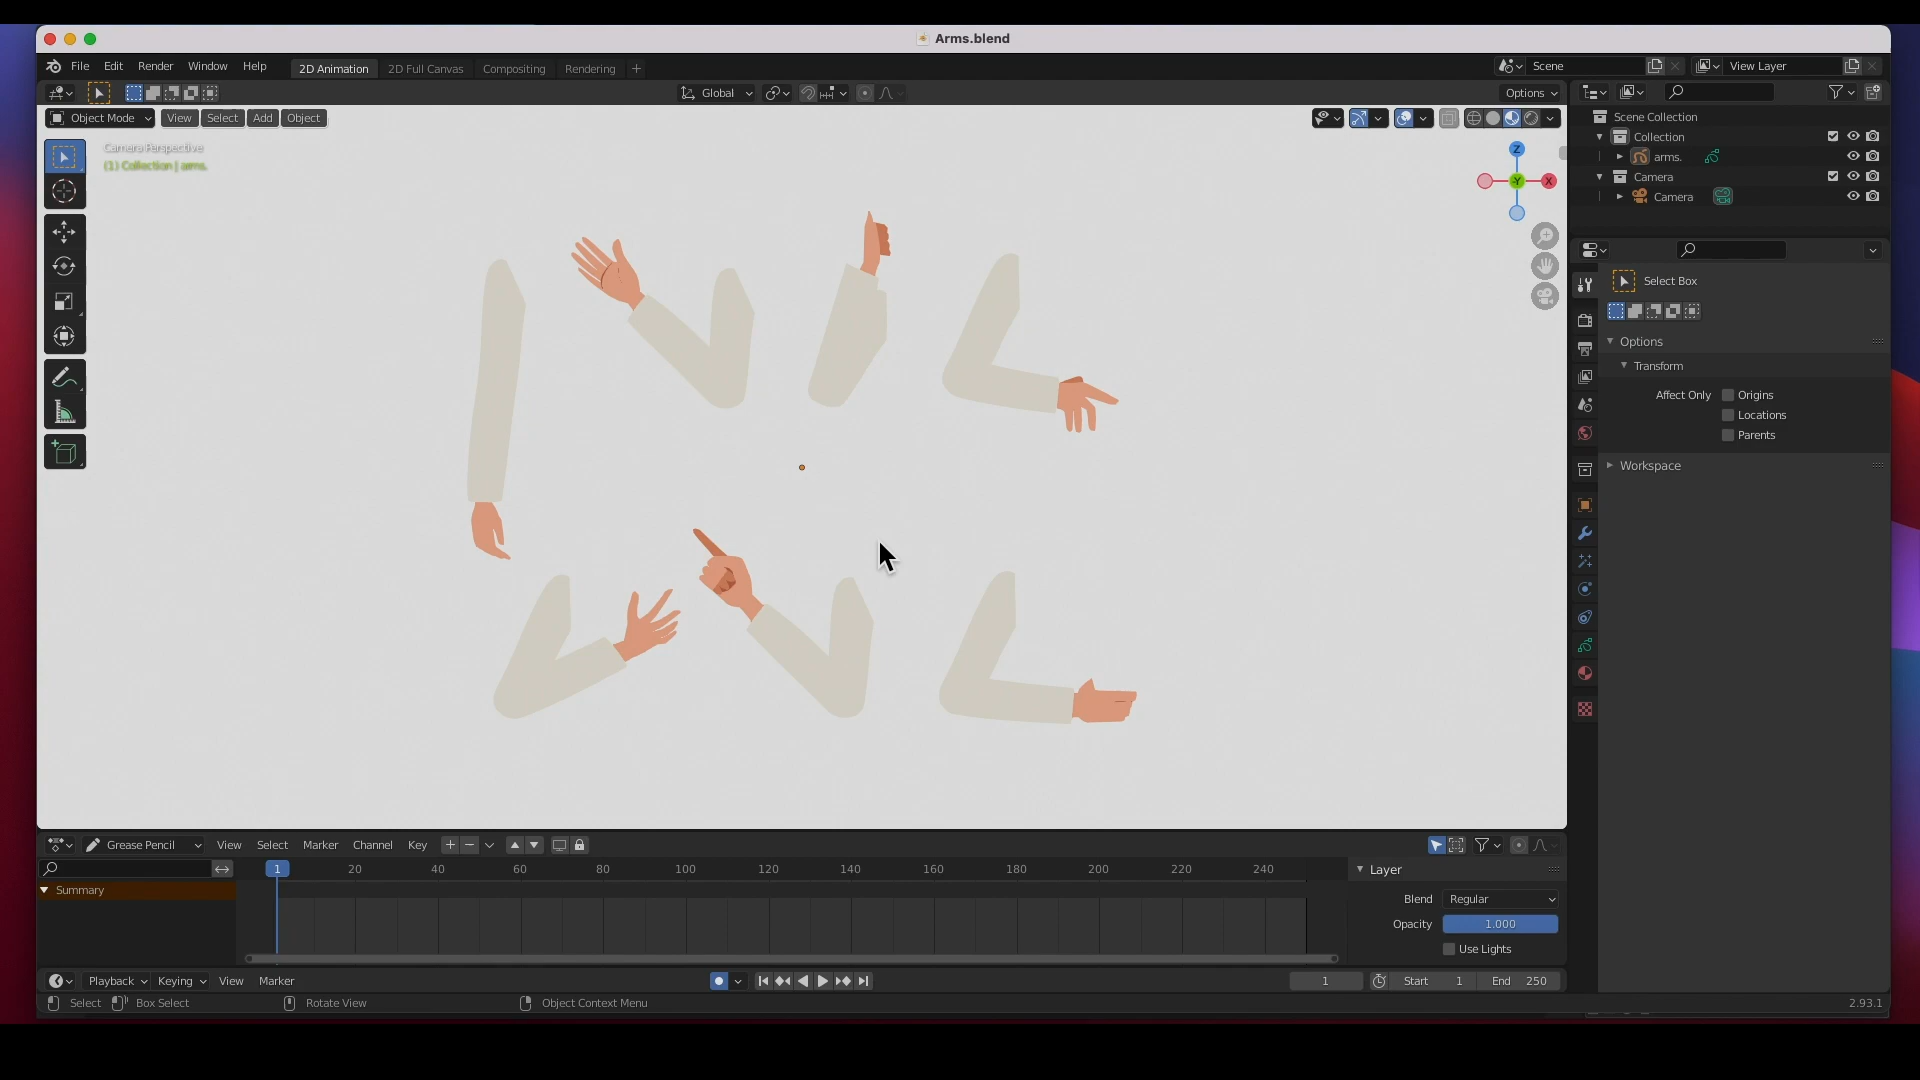 Arms.blend
File Edit Render Window Help 2D Animation 2D Full Canvas Compositing Rendering + Scene View Layer
Global Options
Object Mode View Select Add Object
Camera Perspective
(1) Collection | arms.
Z
-Y X
Scene Collection
Collection
arms.
Camera
Camera
Select Box
Options
Transform
Affect Only Origins
Locations
Parents
Workspace
Grease Pencil View Select Marker Channel Key
1 20 40 60 80 100 120 140 160 180 200 220 240
Summary
Layer
Blend Regular
Opacity 1.000
Use Lights
Playback Keying View Marker 1 Start 1 End 250
Select Box Select Rotate View Object Context Menu 2.93.1